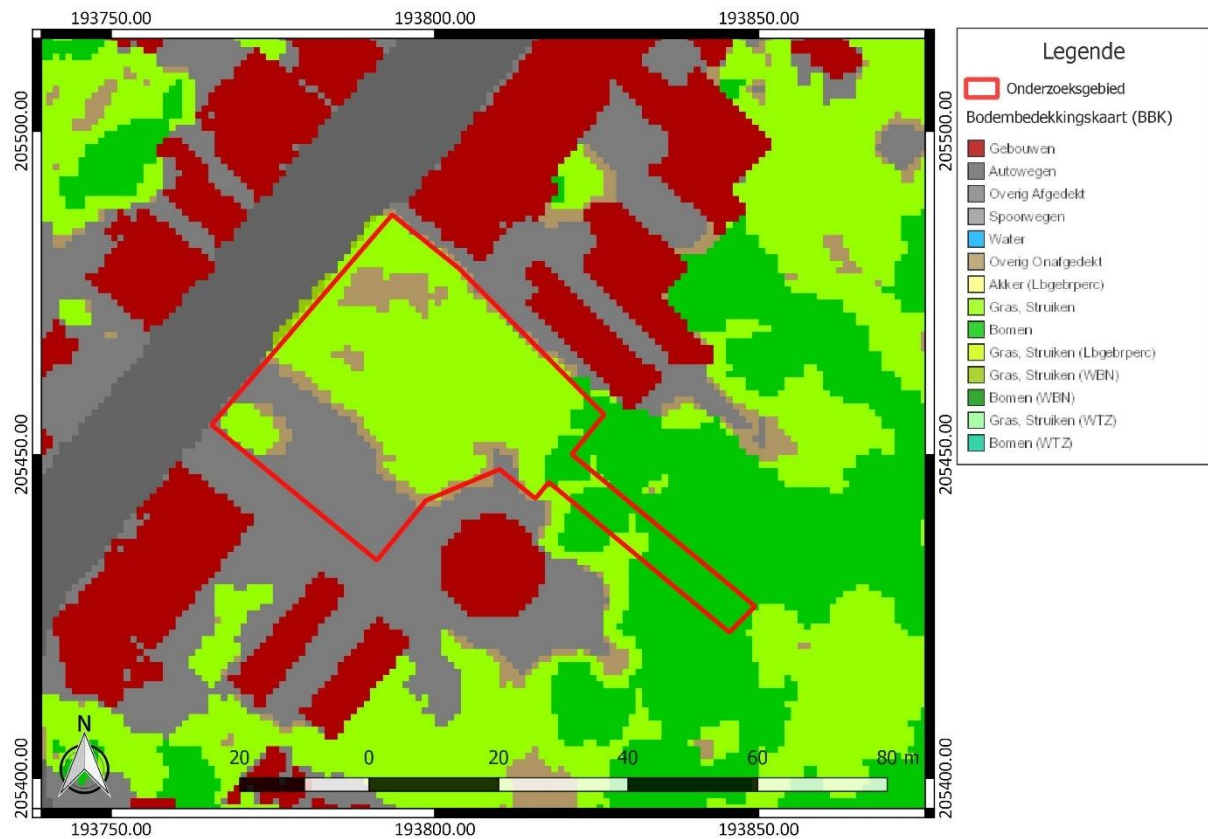 193750.00 193800.00 193850.00
Legende
Onderzoeksgebied
Bodembedekkingskaart (BBK)
Gebouwen
Autowegen
Overig Afgedekt
Spoorwegen
Water
Overig Onafgedekt
Akker (Lbgebrperc)
Gras, Struiken
Bomen
Gras, Struiken (Lbgebrperc)
Gras, Struiken (WBN)
Bomen (WBN)
Gras, Struiken (WTZ)
Bomen (WTZ)
205500.00 205500.00
205450.00 205450.00
205400.00 205400.00
N
20 0 20 40 60 80 m
193750.00 193800.00 193850.00